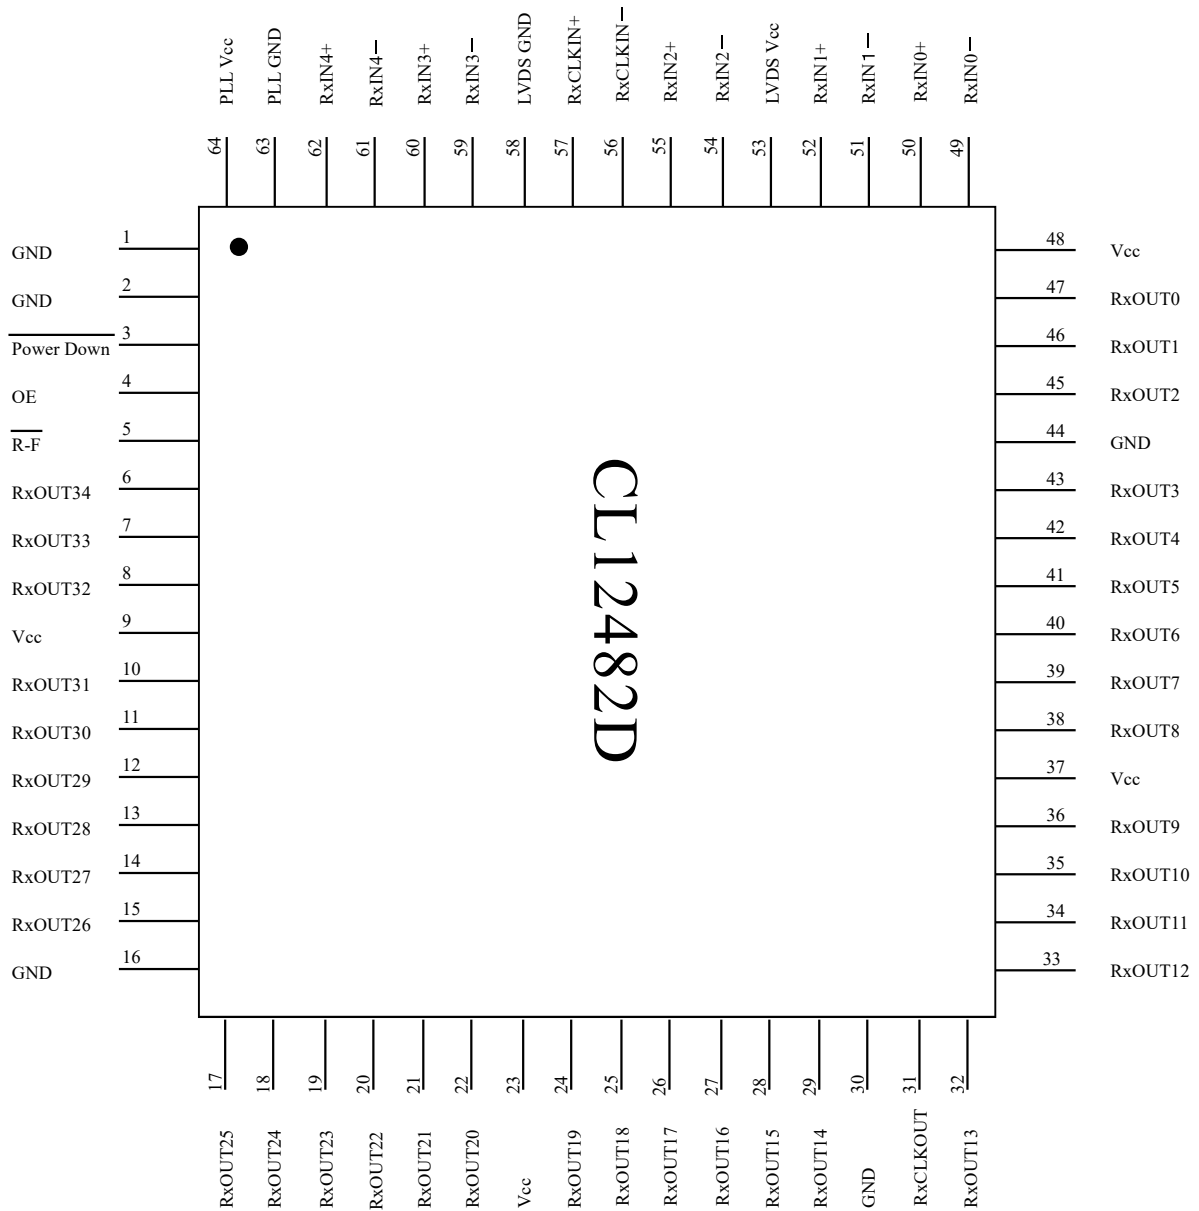 PLL Vcc
PLL GND
RxIN4+
RxIN4−
RxIN3+
RxIN3−
LVDS GND
RxCLKIN+
RxCLKIN−
RxIN2+
RxIN2−
LVDS Vcc
RxIN1+
RxIN1−
RxIN0+
RxIN0−
64
63
62
61
60
59
58
57
56
55
54
53
52
51
50
49
GND 1
GND 2
Power Down 3
OE 4
R-F 5
RxOUT34 6
RxOUT33 7
RxOUT32 8
Vcc 9
RxOUT31 10
RxOUT30 11
RxOUT29 12
RxOUT28 13
RxOUT27 14
RxOUT26 15
GND 16
CL12482D
48 Vcc
47 RxOUT0
46 RxOUT1
45 RxOUT2
44 GND
43 RxOUT3
42 RxOUT4
41 RxOUT5
40 RxOUT6
39 RxOUT7
38 RxOUT8
37 Vcc
36 RxOUT9
35 RxOUT10
34 RxOUT11
33 RxOUT12
17
18
19
20
21
22
23
24
25
26
27
28
29
30
31
32
RxOUT25
RxOUT24
RxOUT23
RxOUT22
RxOUT21
RxOUT20
Vcc
RxOUT19
RxOUT18
RxOUT17
RxOUT16
RxOUT15
RxOUT14
GND
RxCLKOUT
RxOUT13